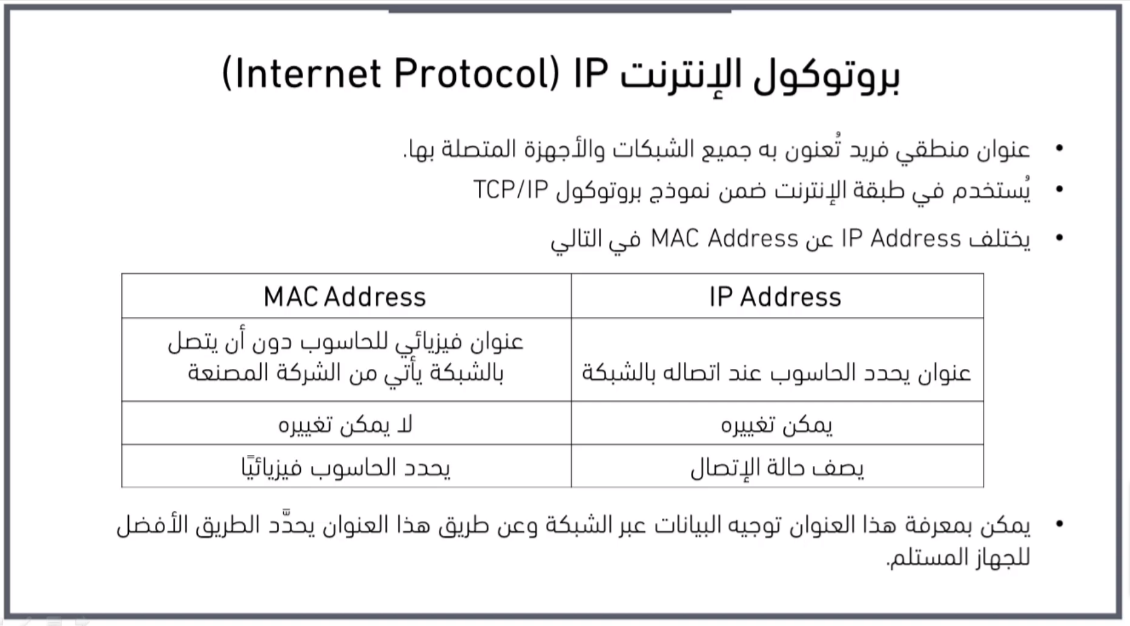 بروتوكول الإنترنت IP (Internet Protocol)
• عنوان منطقي فريد تُعنون به جميع الشبكات والأجهزة المتصلة بها.
• يُستخدم في طبقة الإنترنت ضمن نموذج بروتوكول TCP/IP
• يختلف IP Address عن MAC Address في التالي
IP Address
MAC Address
عنوان يحدد الحاسوب عند اتصاله بالشبكة
عنوان فيزيائي للحاسوب دون أن يتصل
بالشبكة يأتي من الشركة المصنعة
يمكن تغييره
لا يمكن تغييره
يصف حالة الإتصال
يحدد الحاسوب فيزيائيًا
• يمكن بمعرفة هذا العنوان توجيه البيانات عبر الشبكة وعن طريق هذا العنوان يحدَّد الطريق الأفضل
للجهاز المستلم.